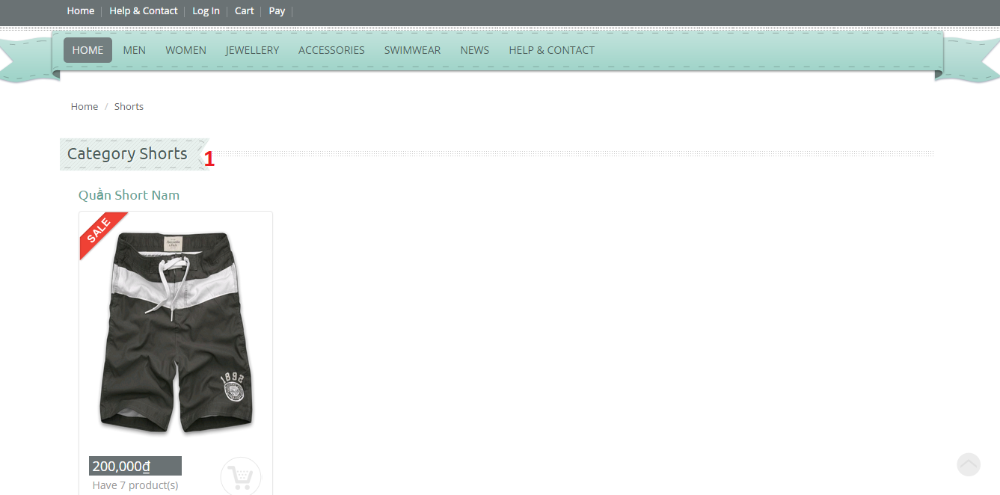 Home Help & Contact Log In Cart Pay
HOME MEN WOMEN JEWELLERY ACCESSORIES SWIMWEAR NEWS HELP & CONTACT
Home / Shorts
Category Shorts 1
Quần Short Nam
SALE
1892
200,000₫
Have 7 product(s)